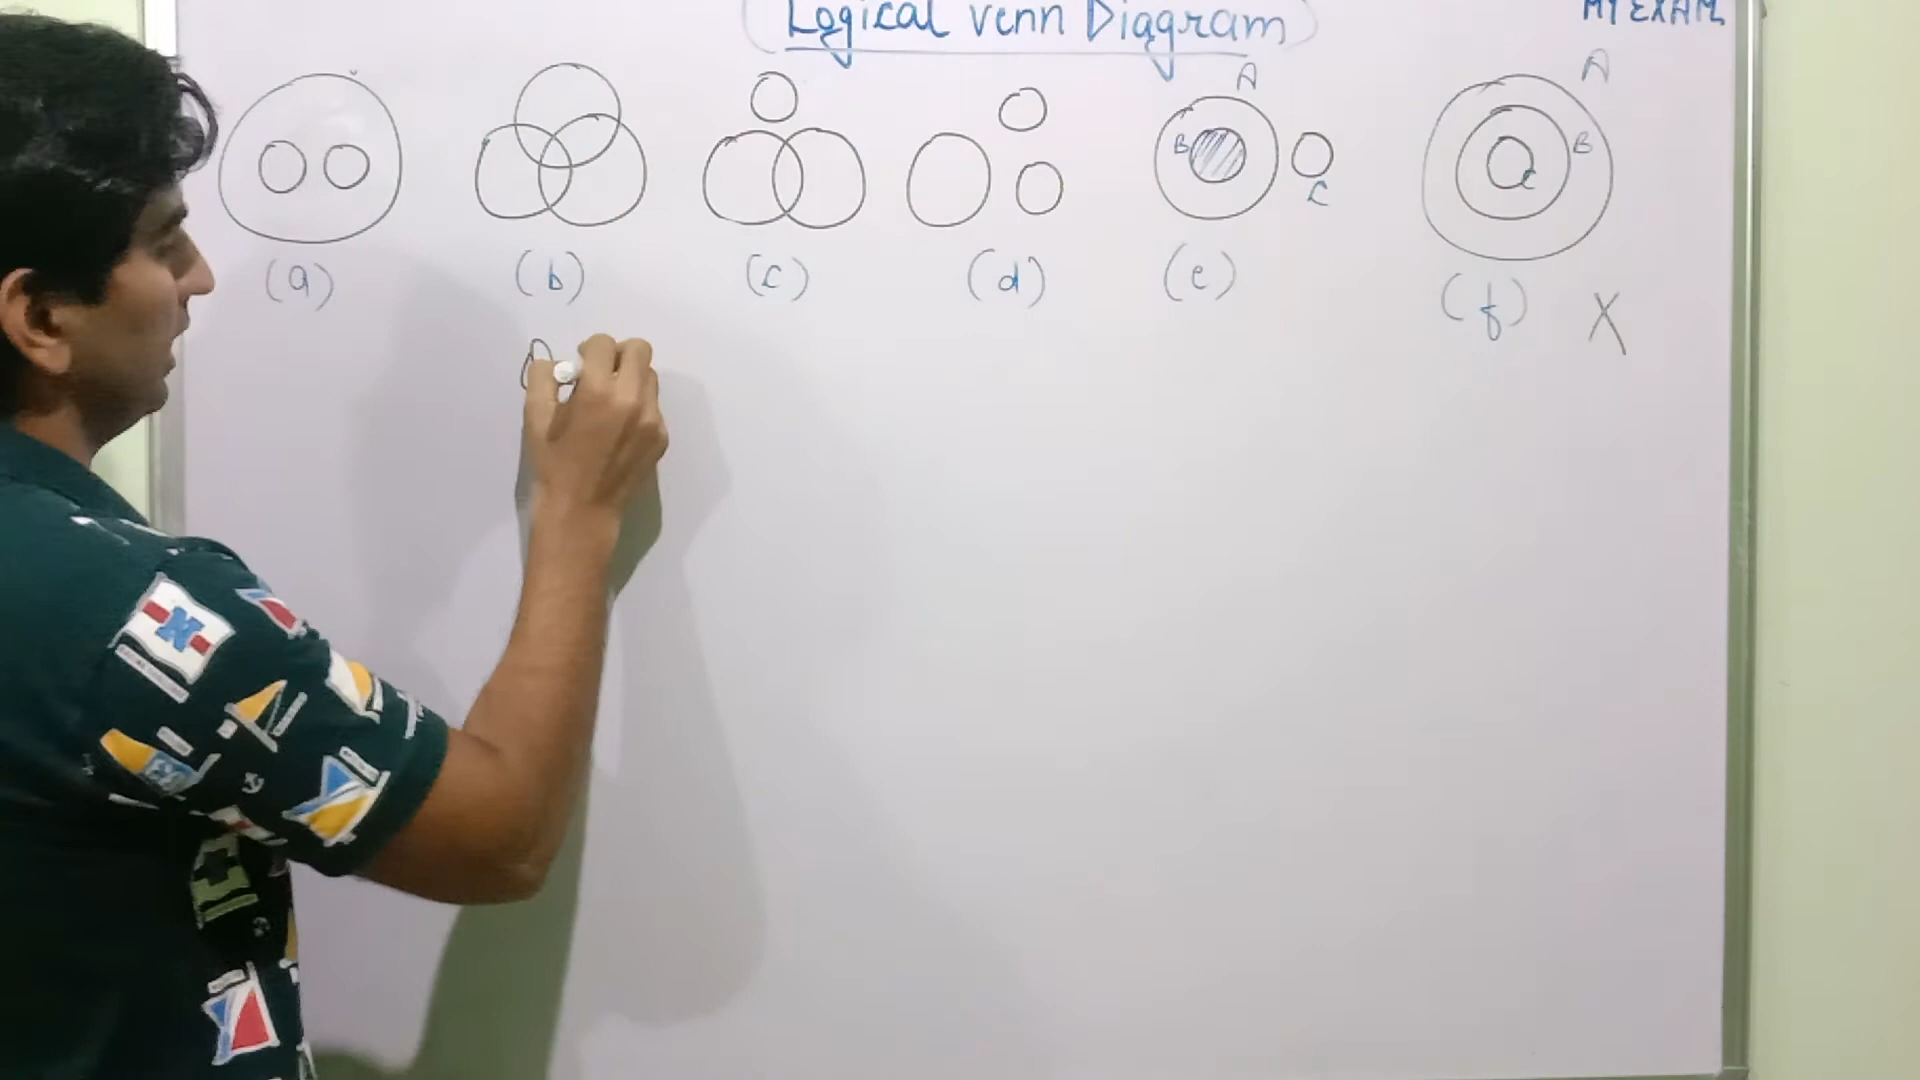 Logical Venn Diagram
MY EXAM
A
B
C
A
B
C
(a) (b) (c) (d) (e) (f) X
N